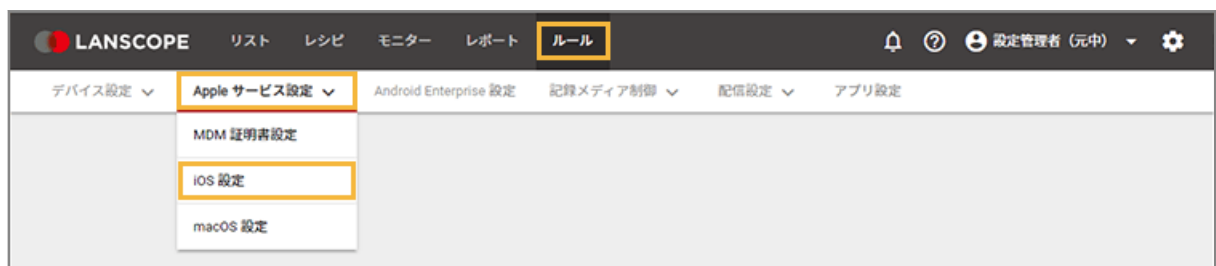 LANSCOPE リスト レシピ モニター レポート ルール 設定管理者（元中）
デバイス設定 Apple サービス設定 Android Enterprise 設定 記録メディア制御 配信設定 アプリ設定
MDM 証明書設定
iOS 設定
macOS 設定